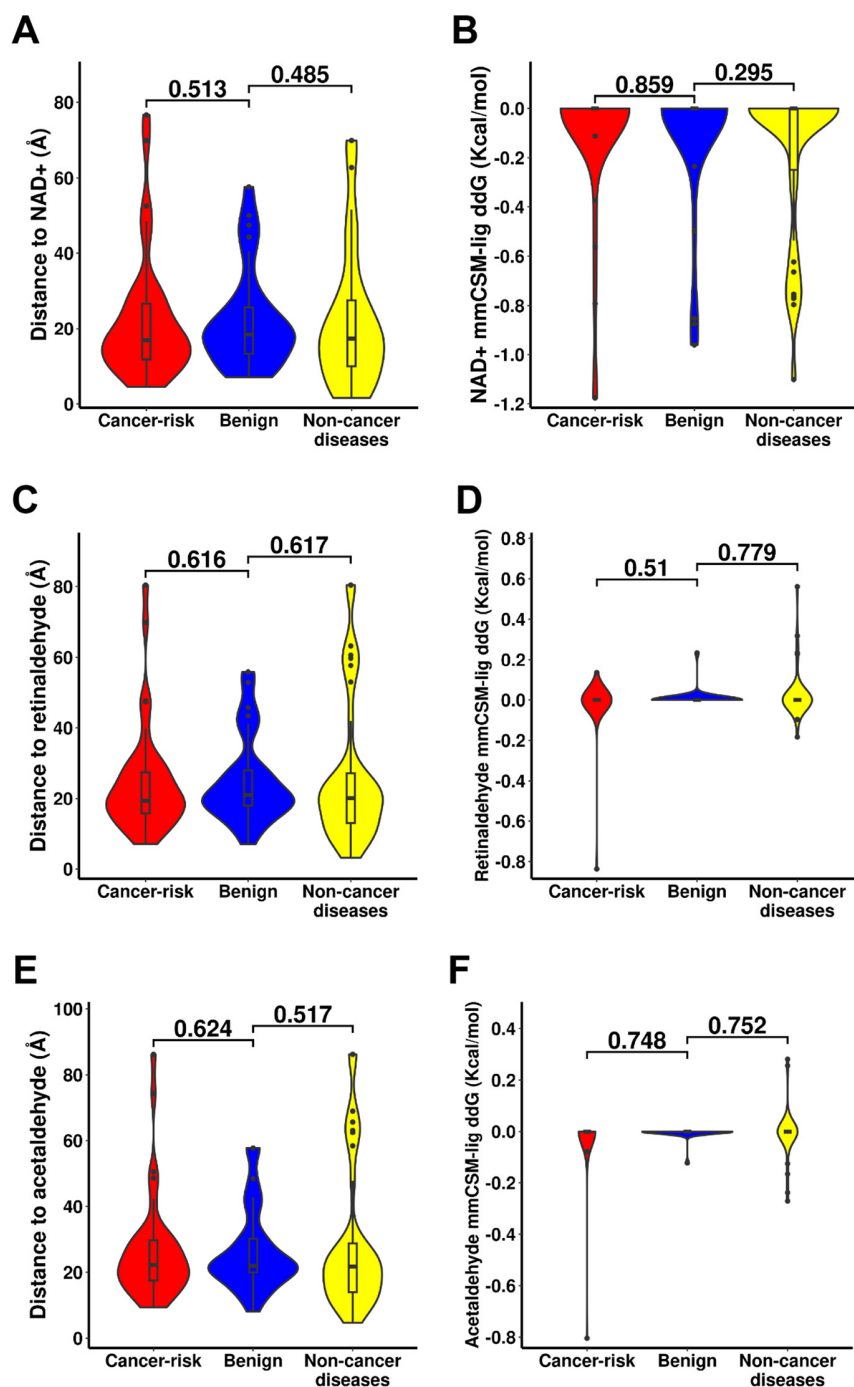 A
Distance to NAD+ (Å)
80
60
40
20
0
0.513
0.485
Cancer-risk
Benign
Non-cancer
diseases
B
NAD+ mmCSM-lig ddG (Kcal/mol)
0.0
-0.2
-0.4
-0.6
-0.8
-1.0
-1.2
0.859
0.295
Cancer-risk
Benign
Non-cancer
diseases
C
Distance to retinaldehyde (Å)
80
60
40
20
0
0.616
0.617
Cancer-risk
Benign
Non-cancer
diseases
D
Retinaldehyde mmCSM-lig ddG (Kcal/mol)
0.8
0.6
0.4
0.2
0.0
-0.2
-0.4
-0.6
-0.8
0.51
0.779
Cancer-risk
Benign
Non-cancer
diseases
E
Distance to acetaldehyde (Å)
100
80
60
40
20
0
0.624
0.517
Cancer-risk
Benign
Non-cancer
diseases
F
Acetaldehyde mmCSM-lig ddG (Kcal/mol)
0.4
0.2
0.0
-0.2
-0.4
-0.6
-0.8
0.748
0.752
Cancer-risk
Benign
Non-cancer
diseases